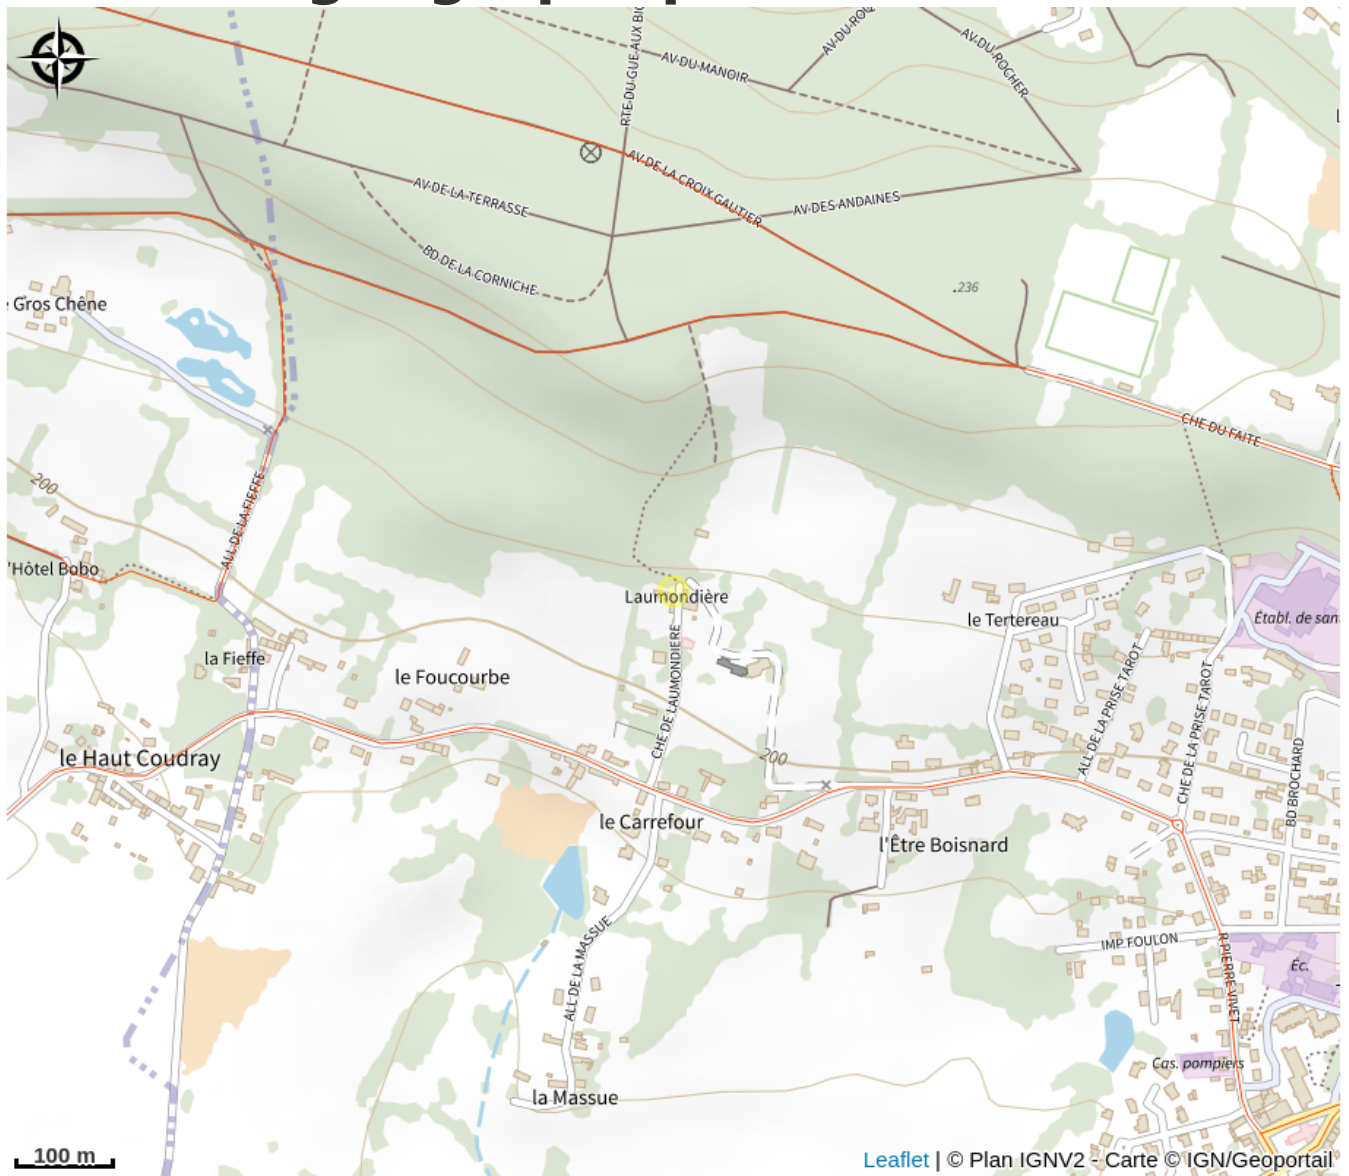 RTE DU GUE AUX BIC
AV DU MANOIR
AV DU ROQ
AV DU ROCHER
AV DE LA CROIX GAUTIER
AV DE LA TERRASSE
AV DES ANDAINES
BD DE LA CORNICHE
.236
Gros Chêne
CHE DU FAITE
200
ALL DE LA FIEFFE
'Hôtel Bobo
Laumondière
le Tertereau
Établ. de san
la Fieffe
le Foucourbe
CHE DE LAUMONDIERE
ALL DE LA PRISE TAROT
CHE DE LA PRISE TAROT
le Haut Coudray
200
BD BROCHARD
le Carrefour
l'Être Boisnard
IMP FOULON
R PIERRE VIVET
Éc.
ALL DE LA MASSUE
Cas. pompiers
la Massue
100 m
Leaflet | © Plan IGNV2 - Carte © IGN/Geoportail